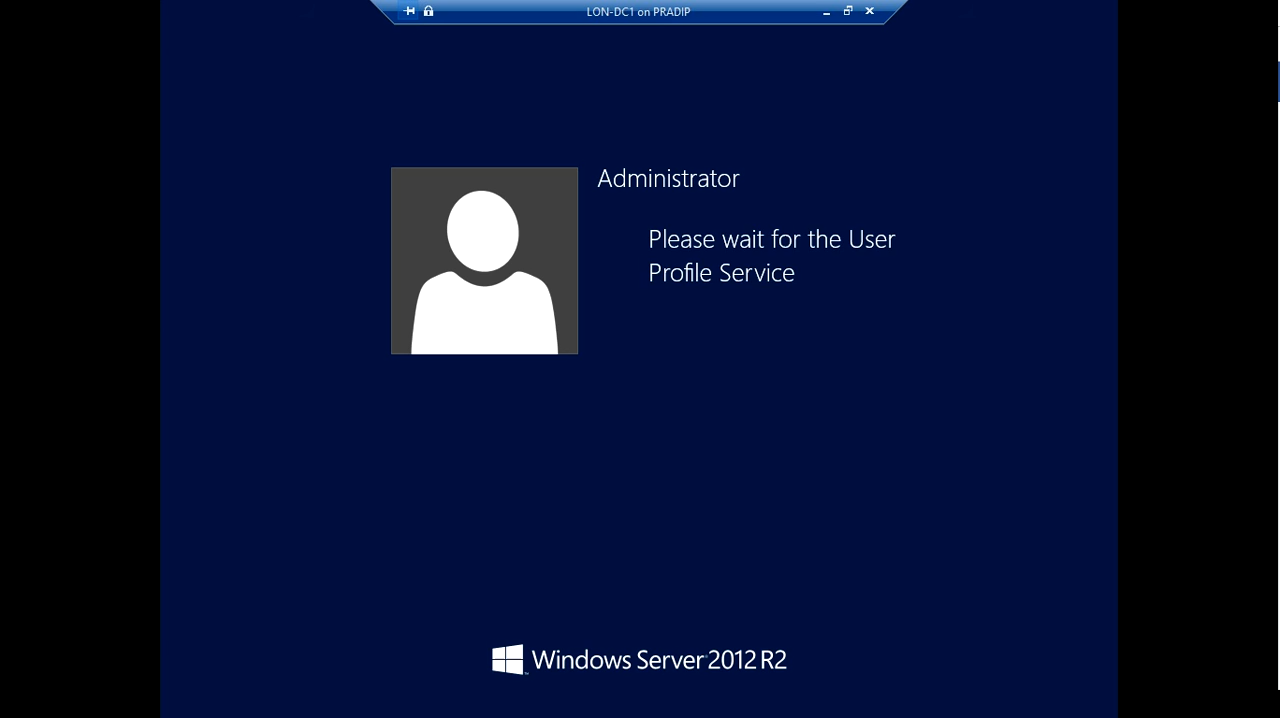 LON-DC1 on PRADIP
Administrator
Please wait for the User
Profile Service
Windows Server 2012 R2